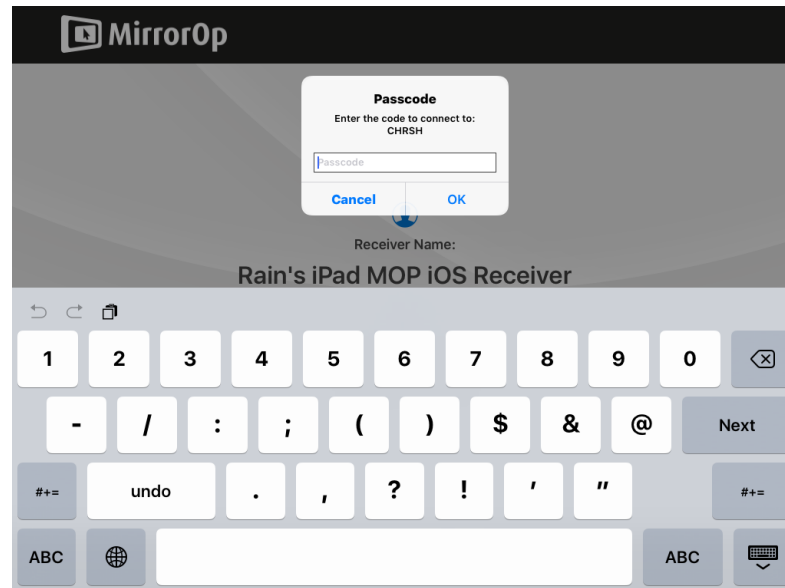 MirrorOp
Passcode
Enter the code to connect to:
CHRSH
Passcode
Cancel OK
Receiver Name:
Rain's iPad MOP iOS Receiver
1 2 3 4 5 6 7 8 9 0
- / : ; ( ) $ & @ Next
#+= undo . , ? ! ' " #+=
ABC ABC